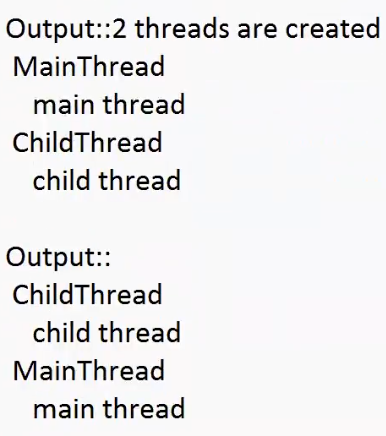 Output::2 threads are created
MainThread
main thread
ChildThread
child thread
Output::
ChildThread
child thread
MainThread
main thread